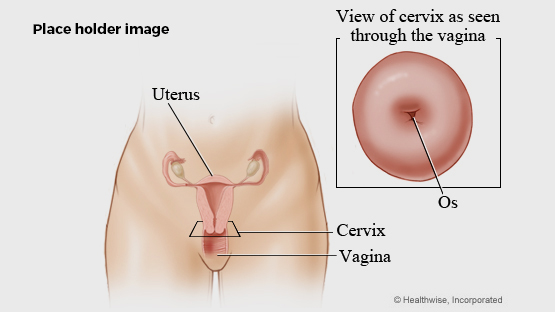 Place holder image
View of cervix as seen
through the vagina
Uterus
Os
Cervix
Vagina
© Healthwise, Incorporated